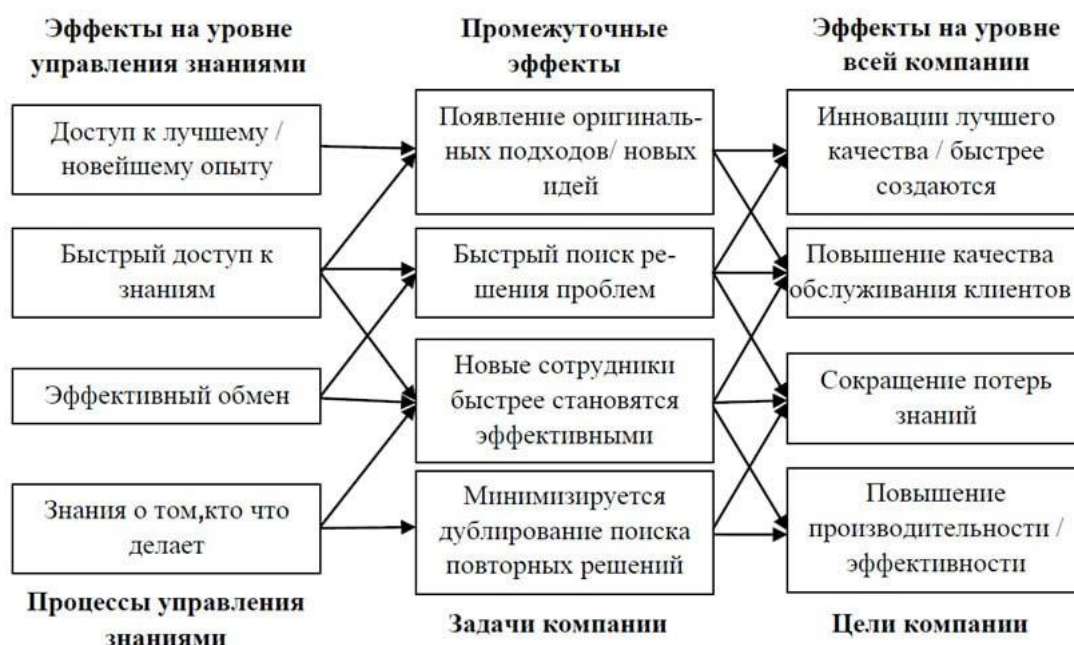 Эффекты на уровне
управления знаниями
Промежуточные
эффекты
Эффекты на уровне
всей компании
Доступ к лучшему /
новейшему опыту
Появление оригиналь-
ных подходов/ новых
идей
Инновации лучшего
качества / быстрее
создаются
Быстрый доступ к
знаниям
Быстрый поиск ре-
шения проблем
Повышение качества
обслуживания клиентов
Эффективный обмен
Новые сотрудники
быстрее становятся
эффективными
Сокращение потерь
знаний
Знания о том,кто что
делает
Минимизируется
дублирование поиска
повторных решений
Повышение
производительности /
эффективности
Процессы управления
знаниями
Задачи компании
Цели компании